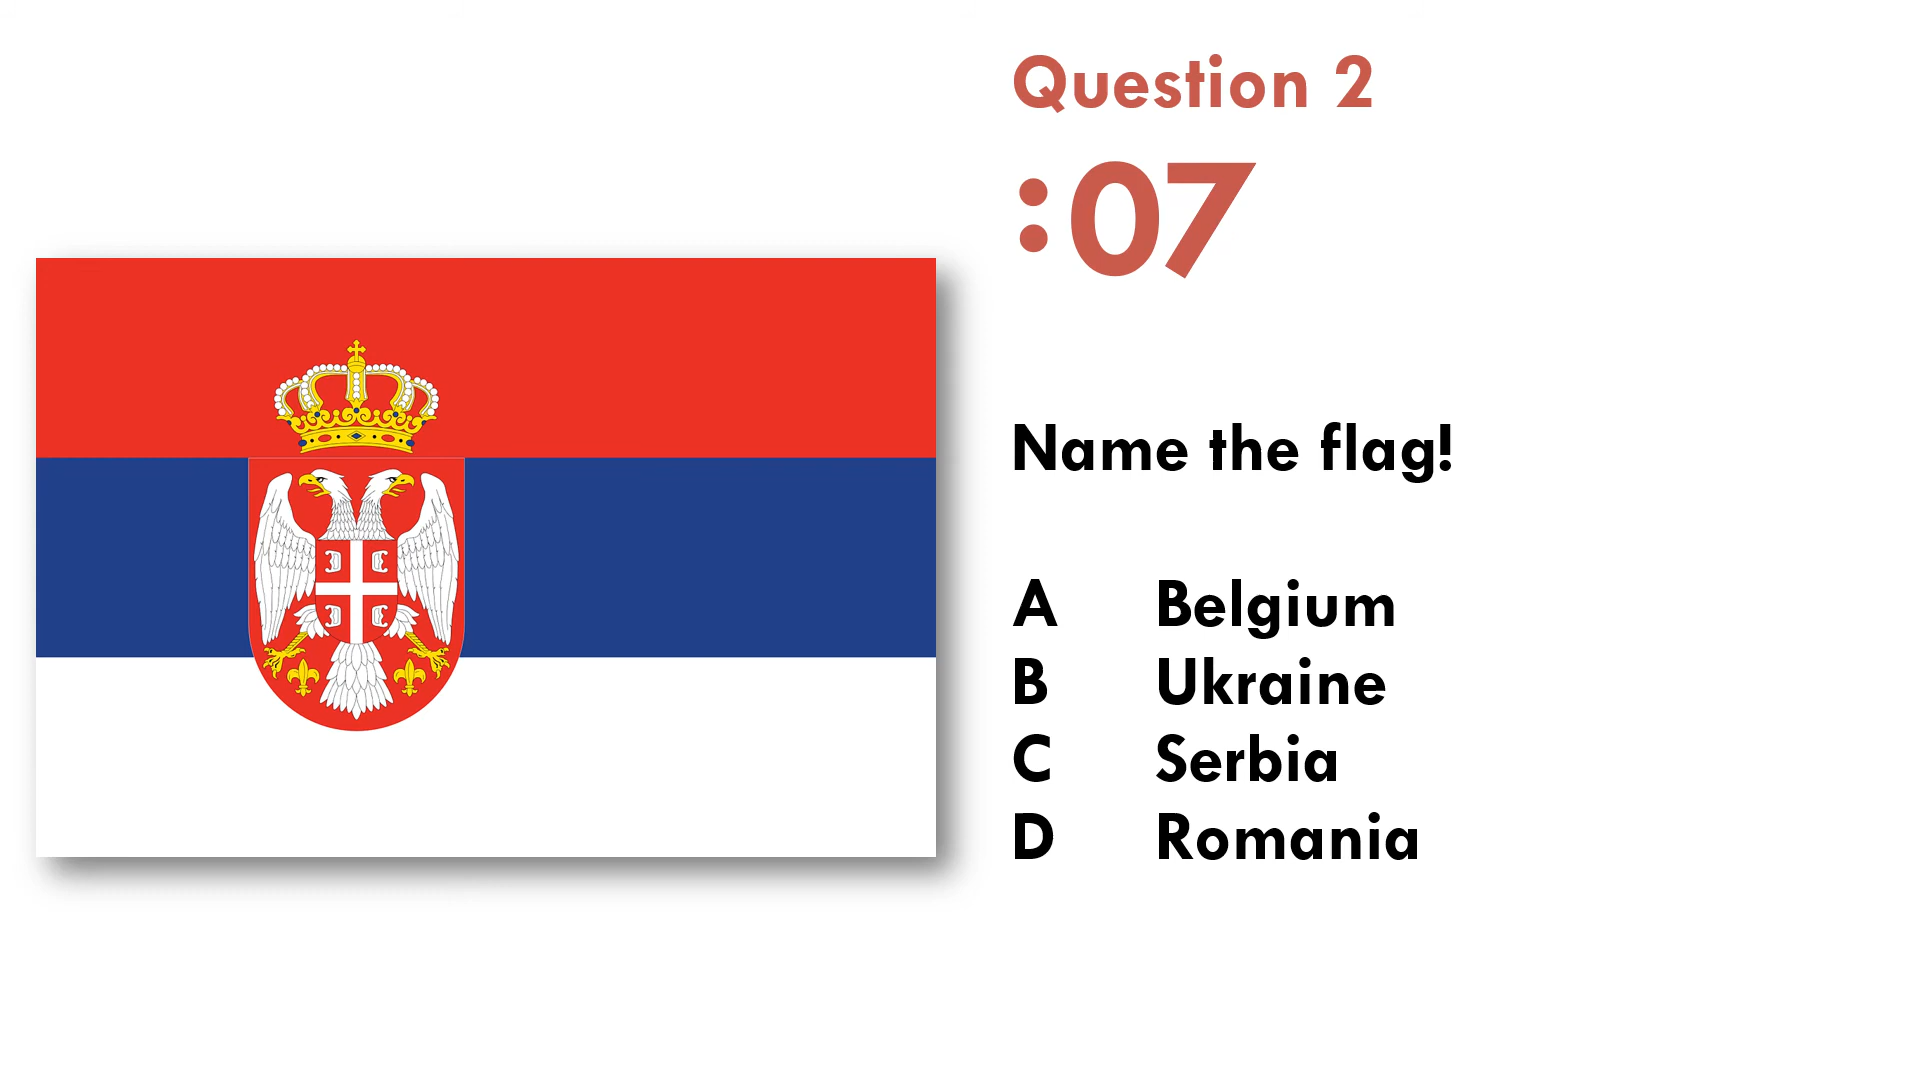 Question 2
:07
Name the flag!
A Belgium
B Ukraine
C Serbia
D Romania